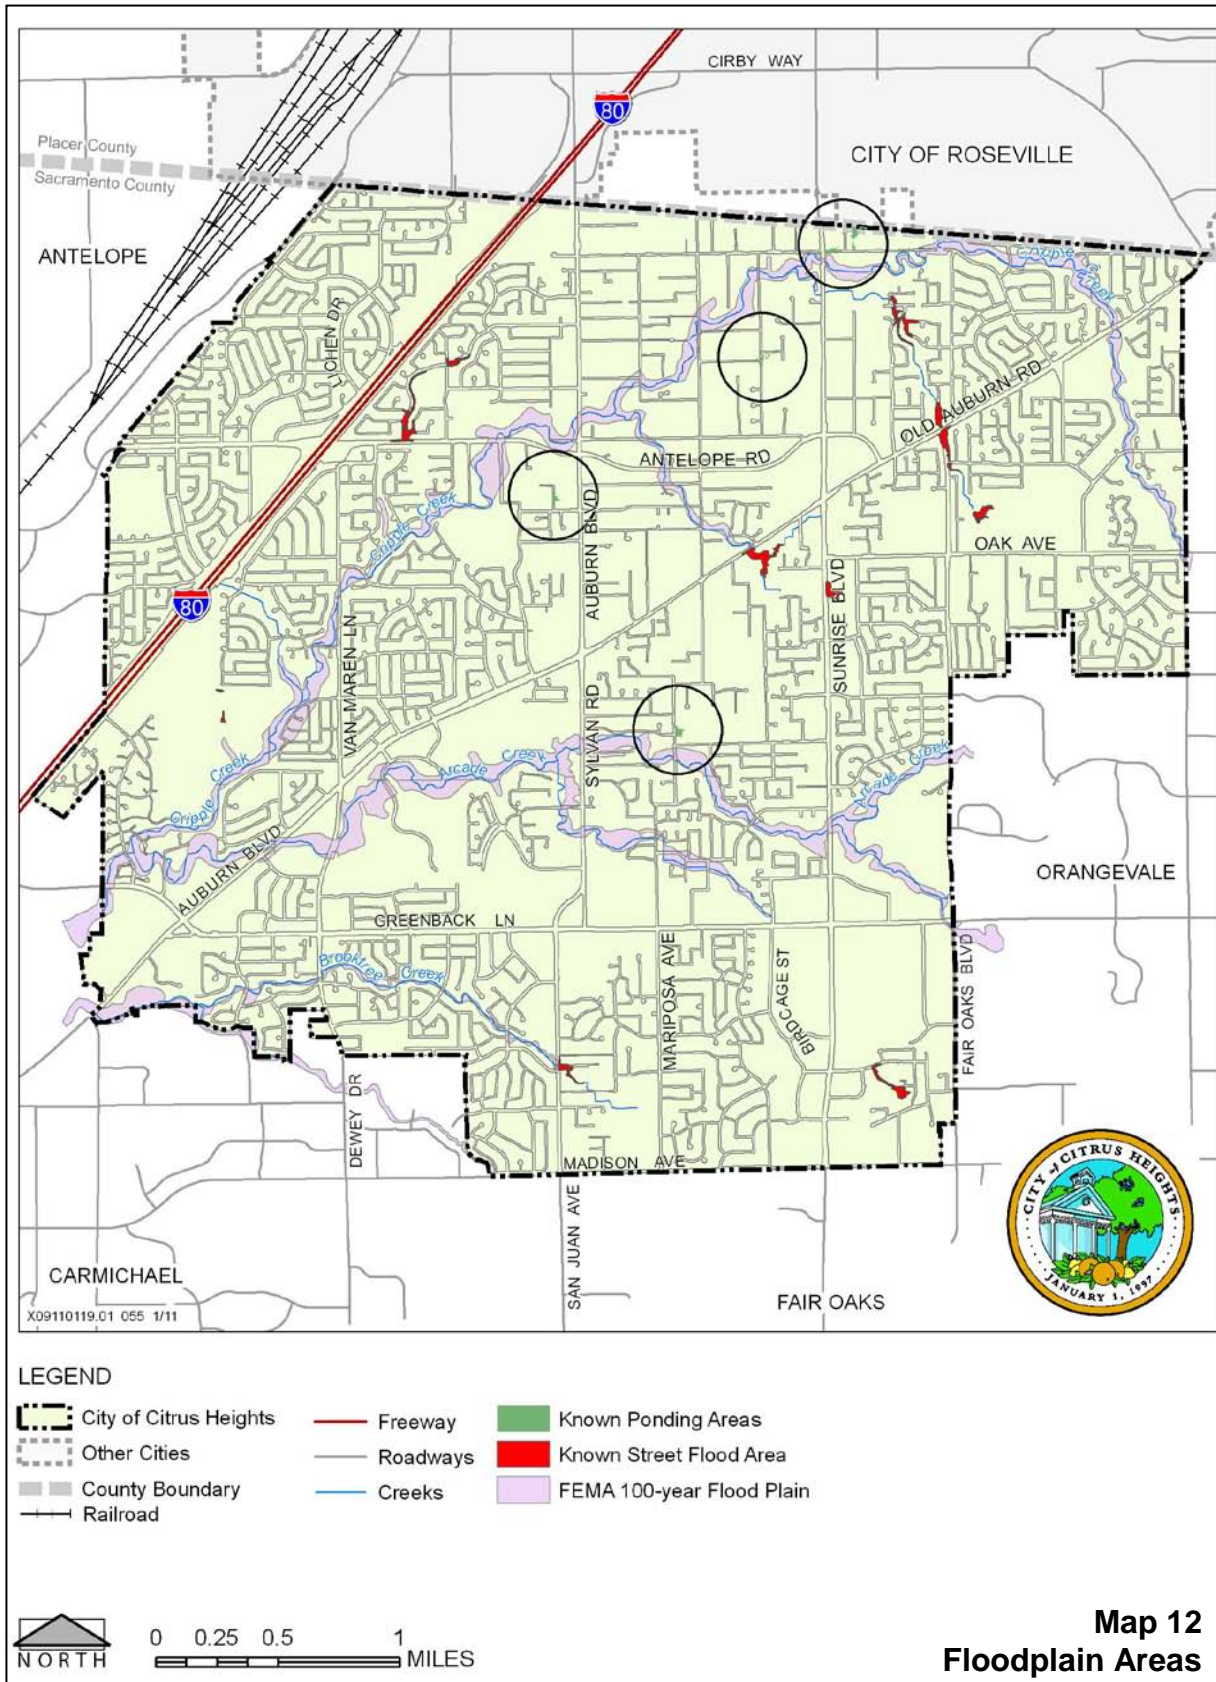 CIRBY WAY
80
CITY OF ROSEVILLE
Placer County
Sacramento County
ANTELOPE
Cripple
Creek
LICHEN DR
OLD AUBURN RD
ANTELOPE RD
Cripple Creek
AUBURN BLVD
OAK AVE
80
VAN MAREN LN
SUNRISE BLVD
SYLVAN RD
Arcade Creek
Arcade Creek
Cripple Creek
AUBURN BLVD
ORANGEVALE
GREENBACK LN
Brooktree Creek
MARIPOSA AVE
BIRDCAGE ST
FAIR OAKS BLVD
DEWEY DR
MADISON AVE
SAN JUAN AVE
CITY of CITRUS HEIGHTS
JANUARY 1, 1997
CARMICHAEL
FAIR OAKS
X09110119.01 055 1/11
LEGEND
City of Citrus Heights
Other Cities
County Boundary
Railroad
Freeway
Roadways
Creeks
Known Ponding Areas
Known Street Flood Area
FEMA 100-year Flood Plain
NORTH
0 0.25 0.5 1
MILES
Map 12
Floodplain Areas